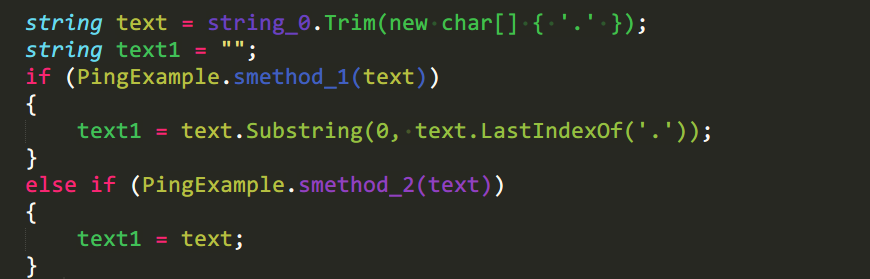 string text = string_0.Trim(new char[] { '.' });
string text1 = "";
if (PingExample.smethod_1(text))
{
    text1 = text.Substring(0, text.LastIndexOf('.'));
}
else if (PingExample.smethod_2(text))
{
    text1 = text;
}